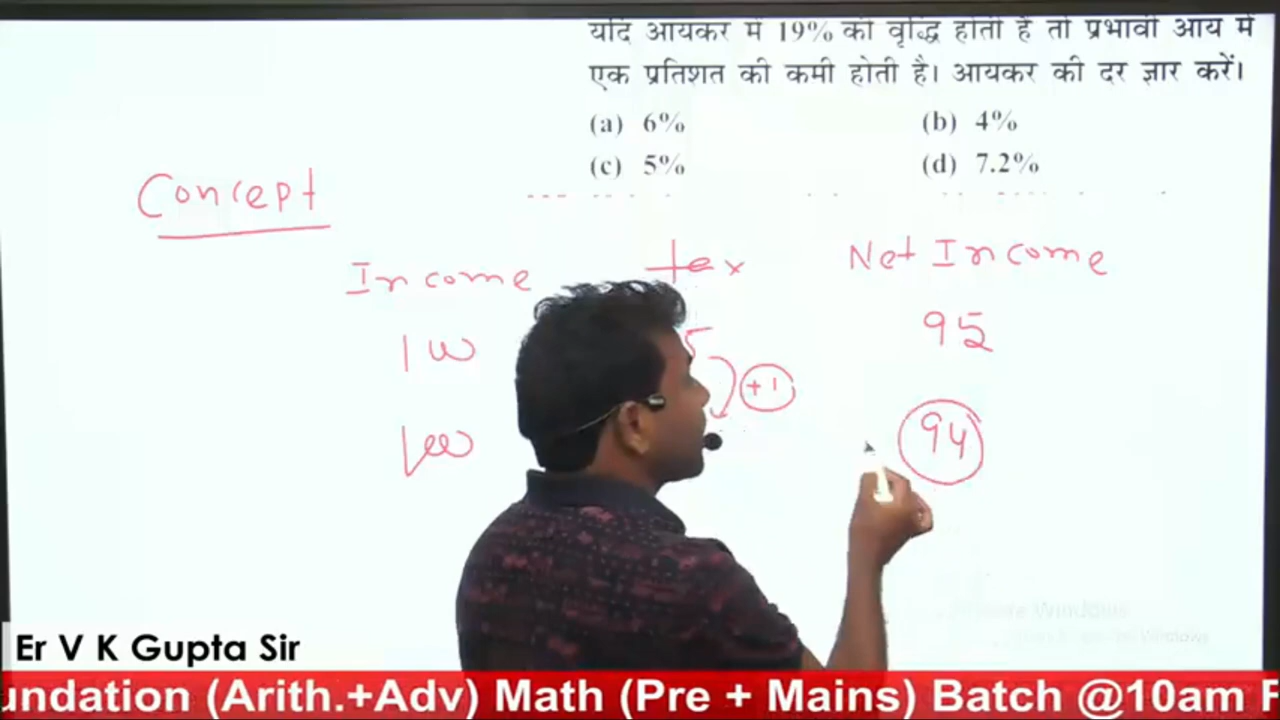 यदि आयकर में 19% की वृद्धि होती है तो प्रभावी आय में
एक प्रतिशत की कमी होती है। आयकर की दर ज्ञार करें।
(a) 6% (b) 4%
(c) 5% (d) 7.2%
Concept
Income tax Net Income
100 5 95
+1
100 94
Er V K Gupta Sir
undation (Arith.+Adv) Math (Pre + Mains) Batch @10am F